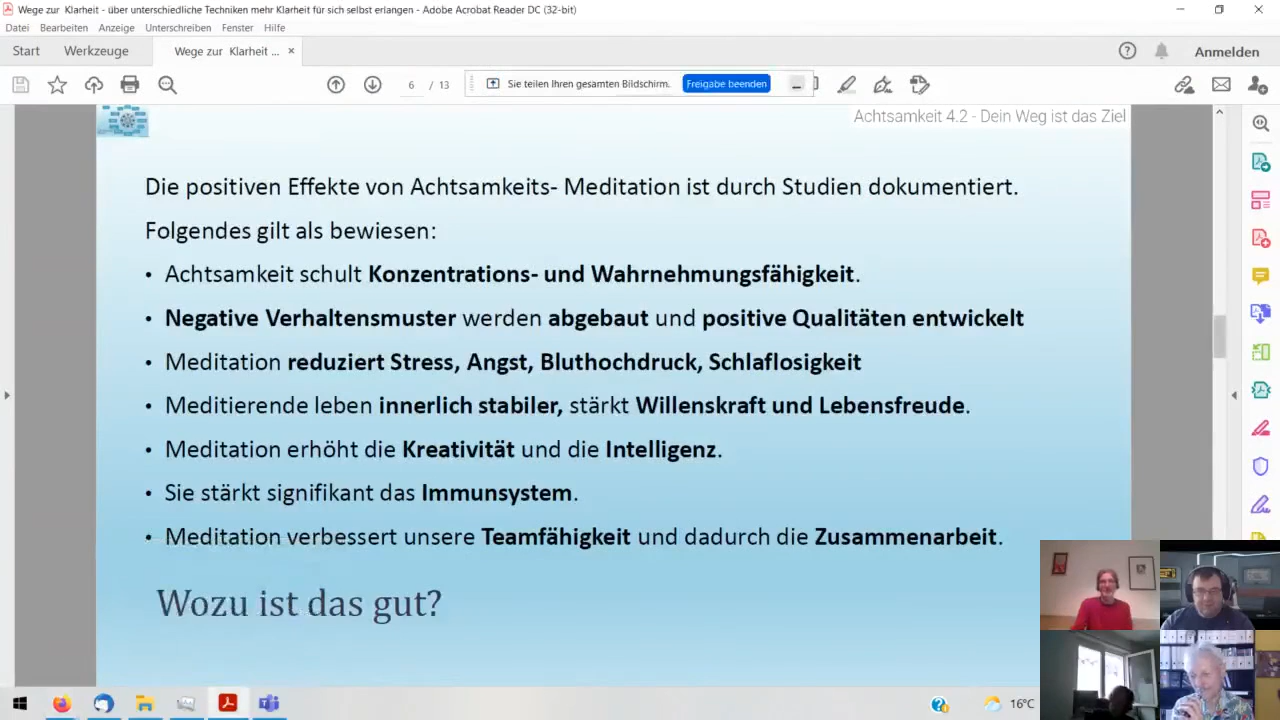 Wege zur  Klarheit - über unterschiedliche Techniken mehr Klarheit für sich selbst erlangen - Adobe Acrobat Reader DC (32-bit)
Datei Bearbeiten Anzeige Unterschreiben Fenster Hilfe
Start Werkzeuge Wege zur  Klarheit ... × Anmelden
6 / 13 Sie teilen Ihren gesamten Bildschirm. Freigabe beenden
Achtsamkeit 4.2 - Dein Weg ist das Ziel
Die positiven Effekte von Achtsamkeits- Meditation ist durch Studien dokumentiert.
Folgendes gilt als bewiesen:
• Achtsamkeit schult Konzentrations- und Wahrnehmungsfähigkeit.
• Negative Verhaltensmuster werden abgebaut und positive Qualitäten entwickelt
• Meditation reduziert Stress, Angst, Bluthochdruck, Schlaflosigkeit
• Meditierende leben innerlich stabiler, stärkt Willenskraft und Lebensfreude.
• Meditation erhöht die Kreativität und die Intelligenz.
• Sie stärkt signifikant das Immunsystem.
• Meditation verbessert unsere Teamfähigkeit und dadurch die Zusammenarbeit.
Wozu ist das gut?
16°C